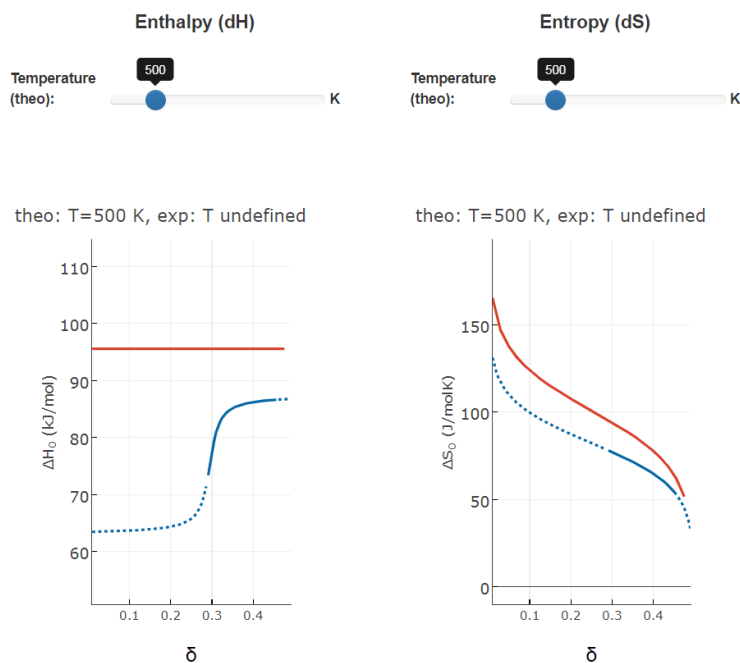 Enthalpy (dH)
500
Temperature
(theo):
K
theo: T=500 K, exp: T undefined
110
100
90
80
70
60
ΔH₀ (kJ/mol)
0.1 0.2 0.3 0.4
δ
Entropy (dS)
500
Temperature
(theo):
K
theo: T=500 K, exp: T undefined
150
100
50
0
ΔS₀ (J/molK)
0.1 0.2 0.3 0.4
δ